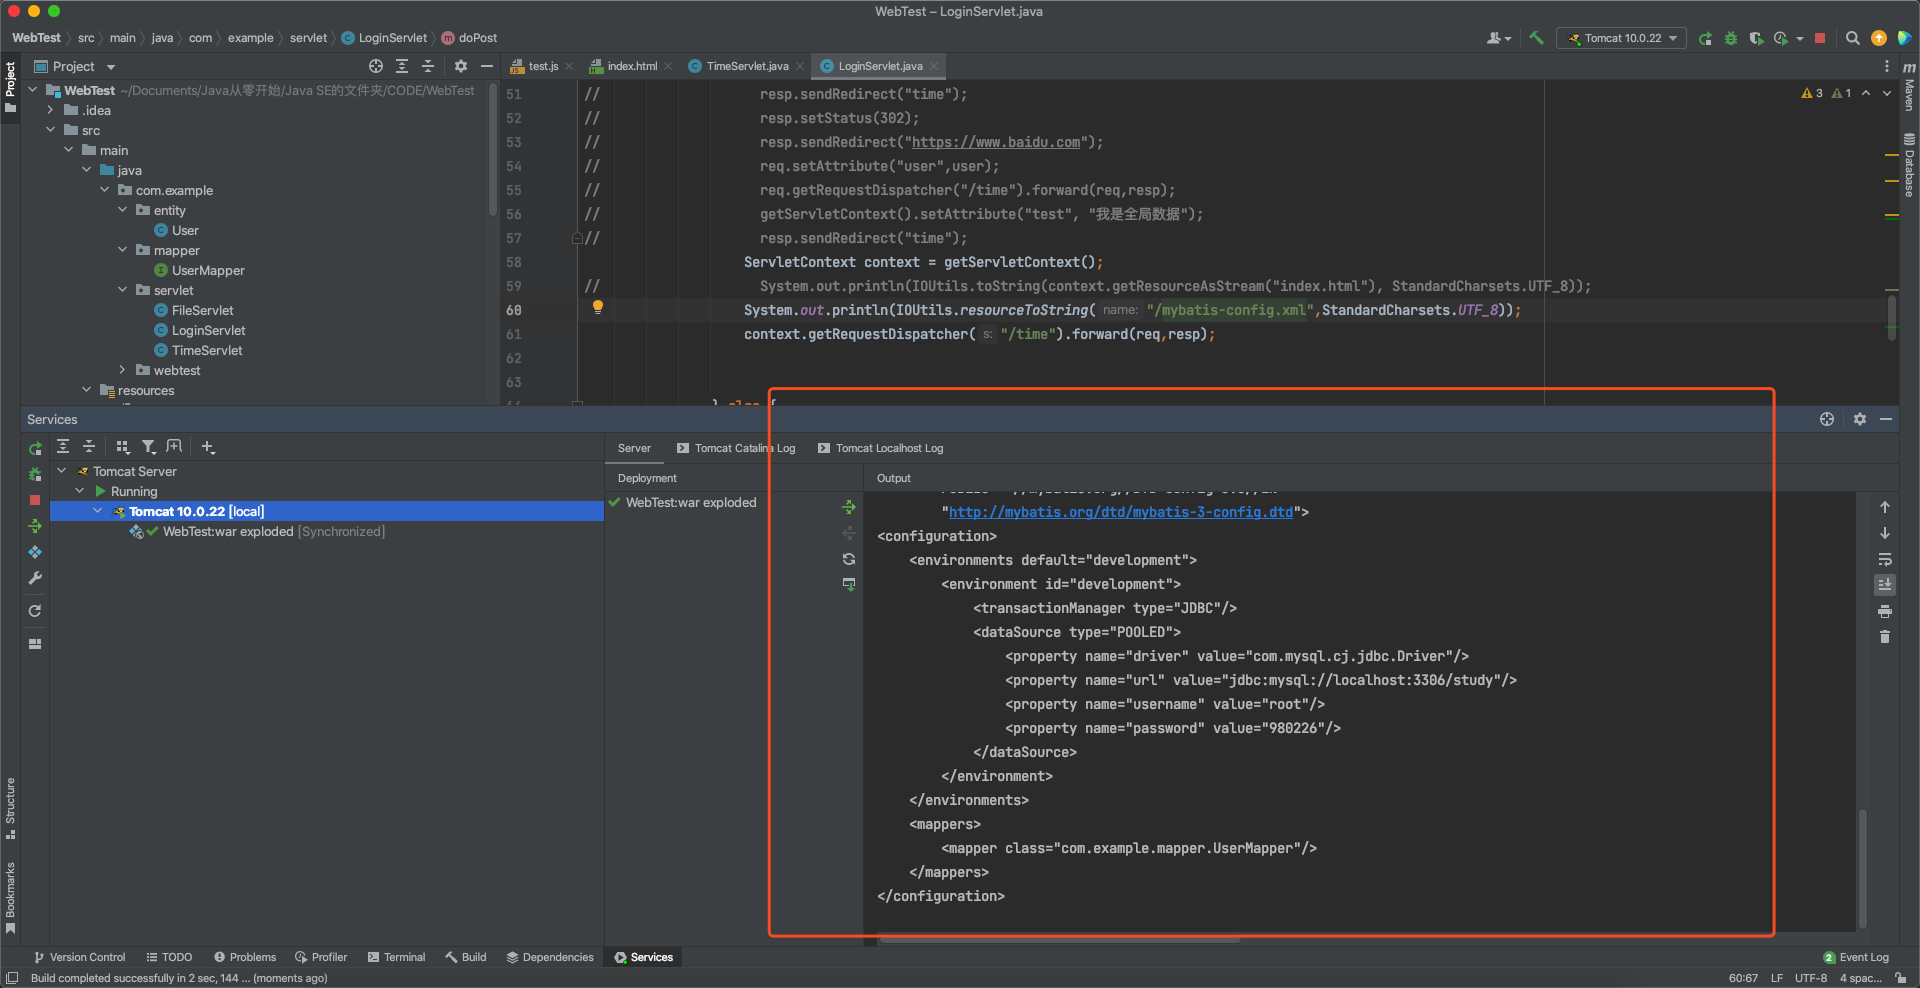 WebTest – LoginServlet.java
WebTest src main java com example servlet LoginServlet doPost
Tomcat 10.0.22
Project
test.js
index.html
TimeServlet.java
LoginServlet.java
Project
Maven
Database
Structure
Bookmarks
WebTest ~/Documents/Java从零开始/Java SE的文件夹/CODE/WebTest
.idea
src
main
java
com.example
entity
User
mapper
UserMapper
servlet
FileServlet
LoginServlet
TimeServlet
webtest
resources
3 1
51 // resp.sendRedirect("time");
52 // resp.setStatus(302);
53 // resp.sendRedirect("https://www.baidu.com");
54 // req.setAttribute("user",user);
55 // req.getRequestDispatcher("/time").forward(req,resp);
56 // getServletContext().setAttribute("test", "我是全局数据");
57 // resp.sendRedirect("time");
58 ServletContext context = getServletContext();
59 // System.out.println(IOUtils.toString(context.getResourceAsStream("index.html"), StandardCharsets.UTF_8));
60 System.out.println(IOUtils.resourceToString( name: "/mybatis-config.xml",StandardCharsets.UTF_8));
61 context.getRequestDispatcher( s: "/time").forward(req,resp);
62
63
} else {
Services
Server
Tomcat Catalina Log
Tomcat Localhost Log
Tomcat Server
Running
Tomcat 10.0.22 [local]
WebTest:war exploded [Synchronized]
Deployment
WebTest:war exploded
Output
"http://mybatis.org/dtd/mybatis-3-config.dtd">
<configuration>
<environments default="development">
<environment id="development">
<transactionManager type="JDBC"/>
<dataSource type="POOLED">
<property name="driver" value="com.mysql.cj.jdbc.Driver"/>
<property name="url" value="jdbc:mysql://localhost:3306/study"/>
<property name="username" value="root"/>
<property name="password" value="980226"/>
</dataSource>
</environment>
</environments>
<mappers>
<mapper class="com.example.mapper.UserMapper"/>
</mappers>
</configuration>
Version Control
TODO
Problems
Profiler
Terminal
Build
Dependencies
Services
2 Event Log
Build completed successfully in 2 sec, 144 ... (moments ago)
60:67 LF UTF-8 4 spac...